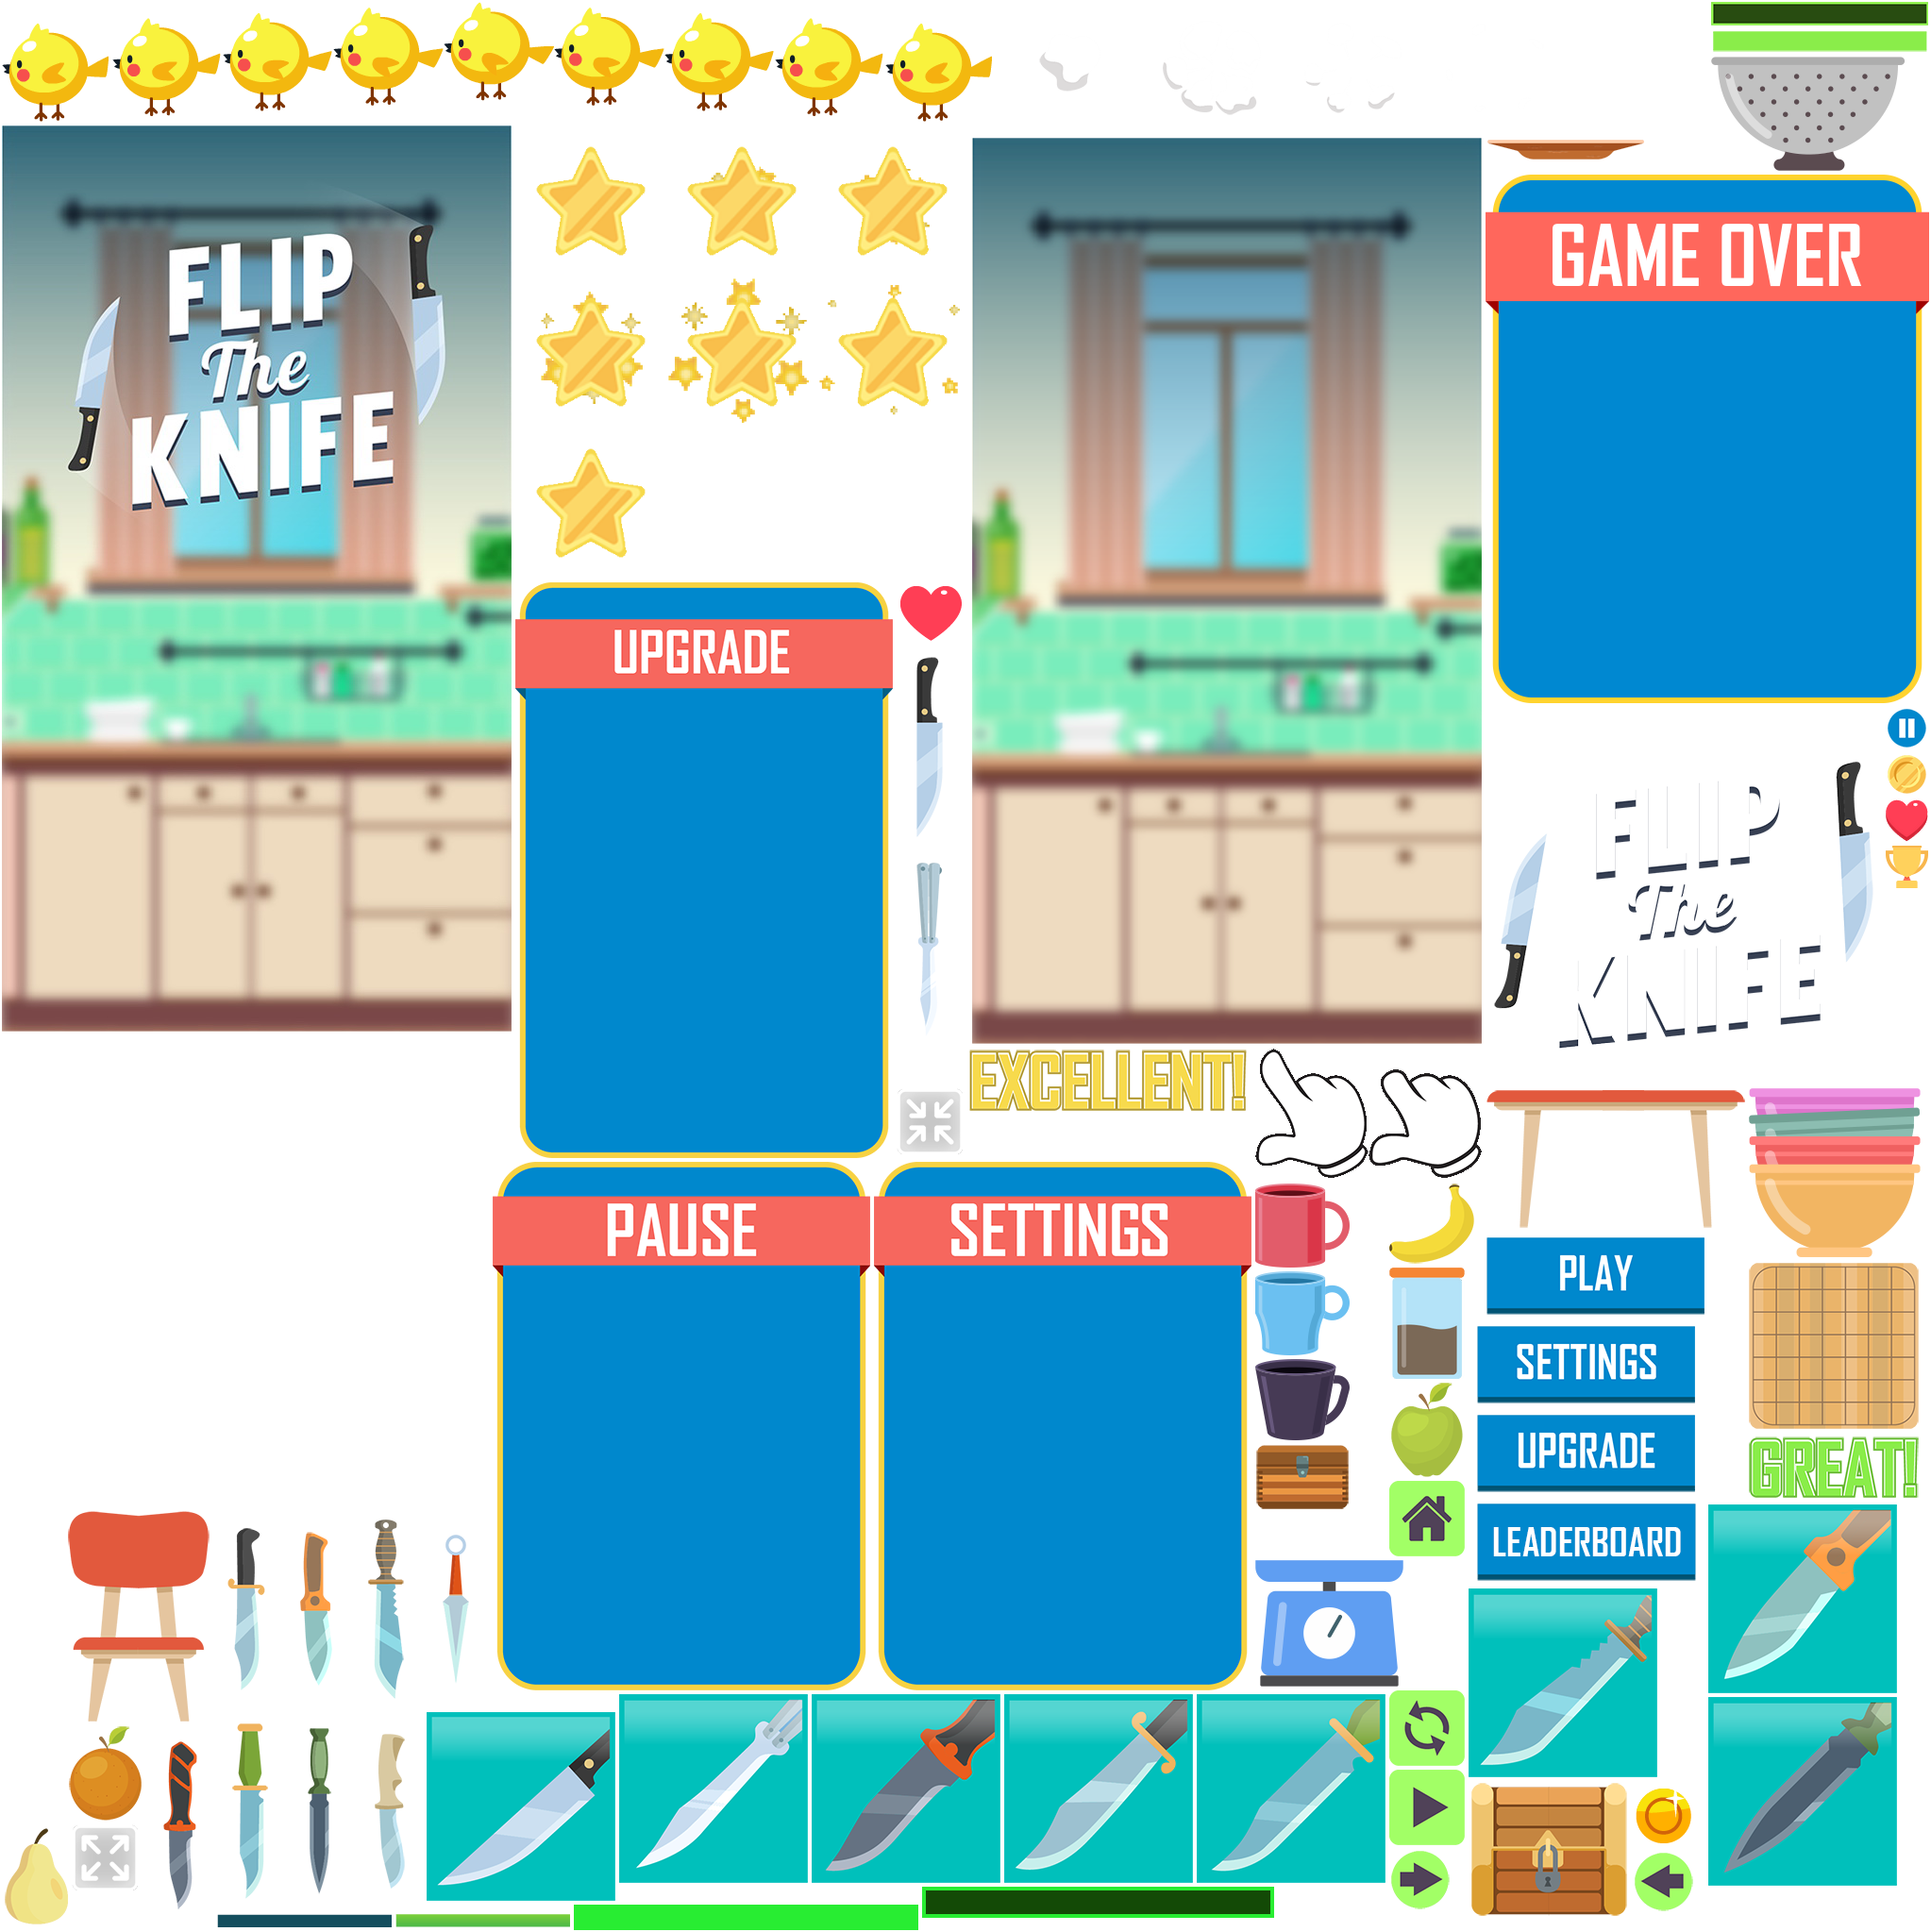 FLIP
The
KNIFE
GAME OVER
UPGRADE
FLIP
The
KNIFE
EXCELLENT!
PAUSE
SETTINGS
PLAY
SETTINGS
UPGRADE
GREAT!
LEADERBOARD